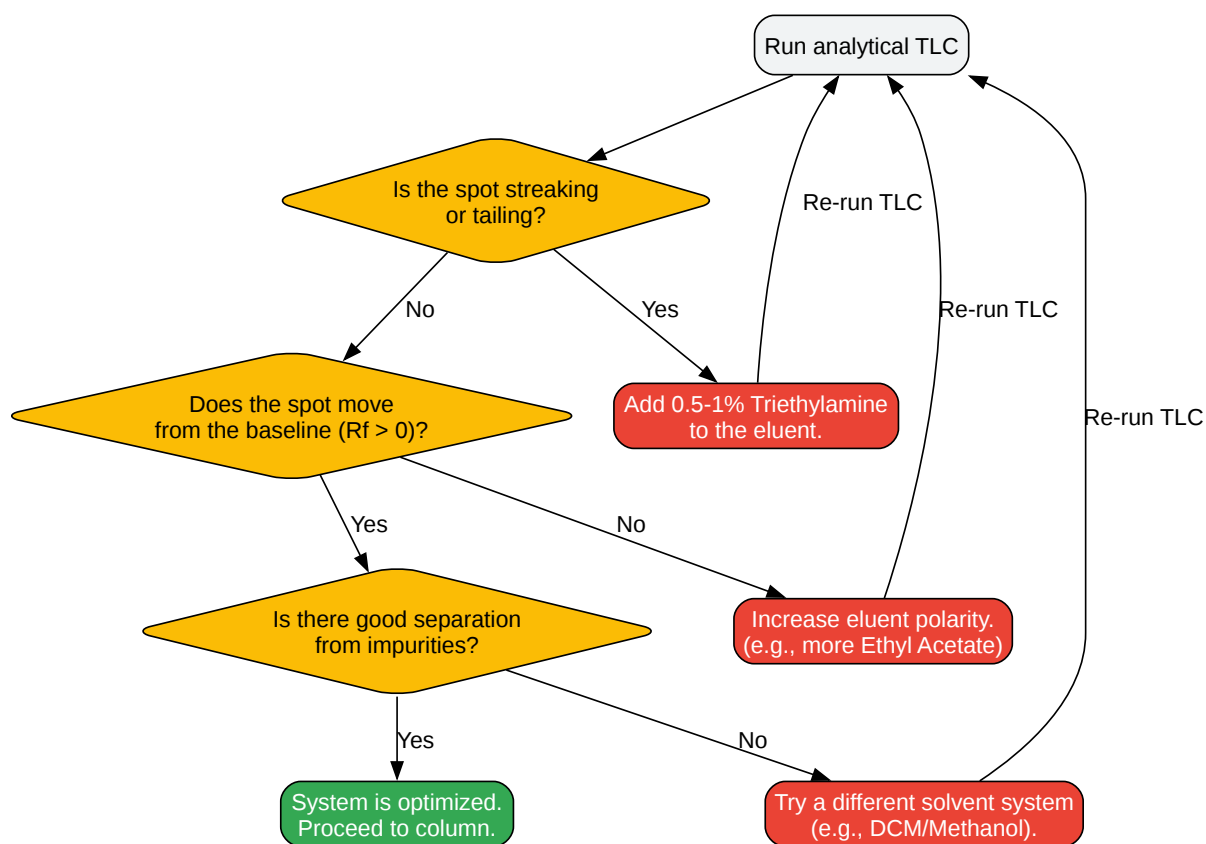 Run analytical TLC
Is the spot streaking
or tailing?
Re-run TLC
No
Yes
Re-run TLC
Does the spot move
from the baseline (Rf > 0)?
Add 0.5-1% Triethylamine
to the eluent.
Re-run TLC
Yes
No
Is there good separation
from impurities?
Increase eluent polarity.
(e.g., more Ethyl Acetate)
Yes
No
System is optimized.
Proceed to column.
Try a different solvent system
(e.g., DCM/Methanol).